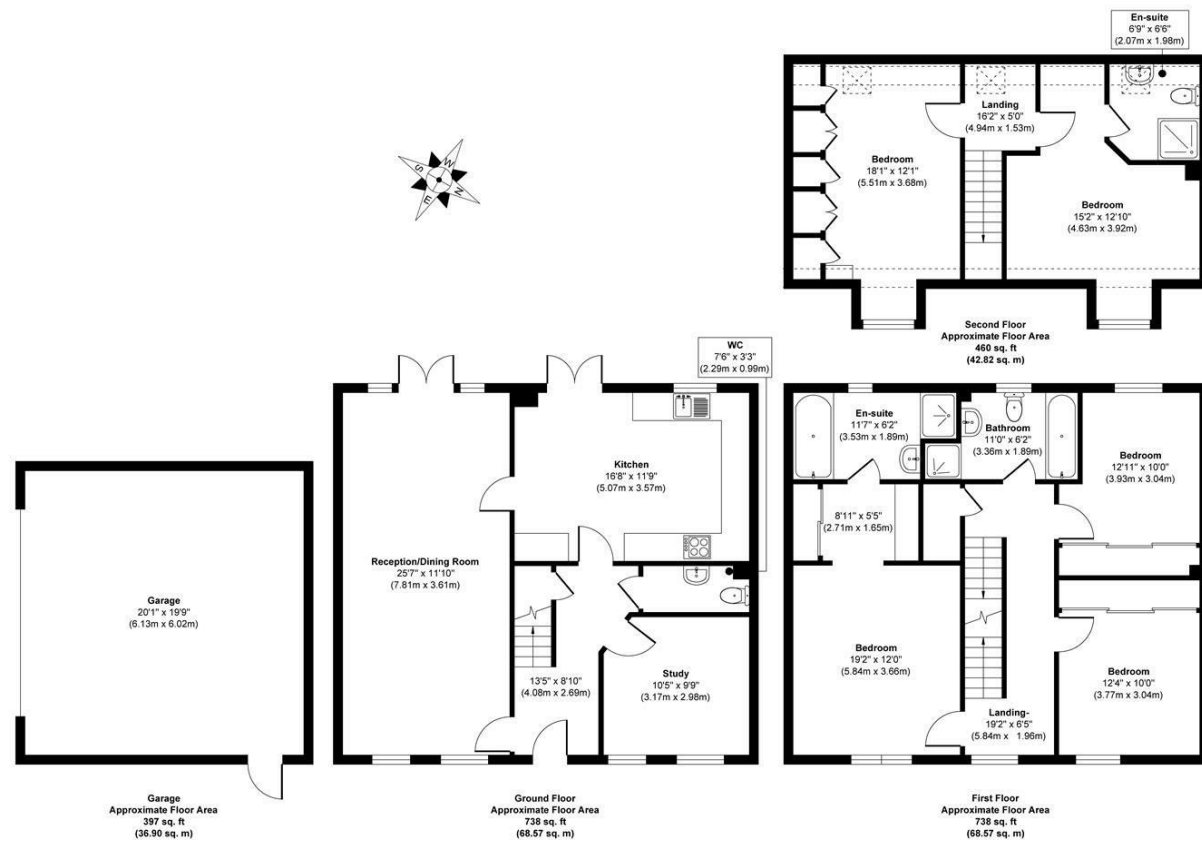 En-suite
6'9" x 6'6"
(2.07m x 1.98m)
Landing
16'2" x 5'0"
(4.94m x 1.53m)
Bedroom
18'1" x 12'1"
(5.51m x 3.68m)
Bedroom
15'2" x 12'10"
(4.63m x 3.92m)
Second Floor
Approximate Floor Area
460 sq. ft
(42.82 sq. m)
S
W
E
N
WC
7'6" x 3'3"
(2.29m x 0.99m)
Kitchen
16'8" x 11'9"
(5.07m x 3.57m)
Reception/Dining Room
25'7" x 11'10"
(7.81m x 3.61m)
13'5" x 8'10"
(4.08m x 2.69m)
Study
10'5" x 9'9"
(3.17m x 2.98m)
Garage
20'1" x 19'9"
(6.13m x 6.02m)
En-suite
11'7" x 6'2"
(3.53m x 1.89m)
Bathroom
11'0" x 6'2"
(3.36m x 1.89m)
Bedroom
12'11" x 10'0"
(3.93m x 3.04m)
8'11" x 5'5"
(2.71m x 1.65m)
Bedroom
19'2" x 12'0"
(5.84m x 3.66m)
Bedroom
12'4" x 10'0"
(3.77m x 3.04m)
Landing-
19'2" x 6'5"
(5.84m x 1.96m)
Garage
Approximate Floor Area
397 sq. ft
(36.90 sq. m)
Ground Floor
Approximate Floor Area
738 sq. ft
(68.57 sq. m)
First Floor
Approximate Floor Area
738 sq. ft
(68.57 sq. m)